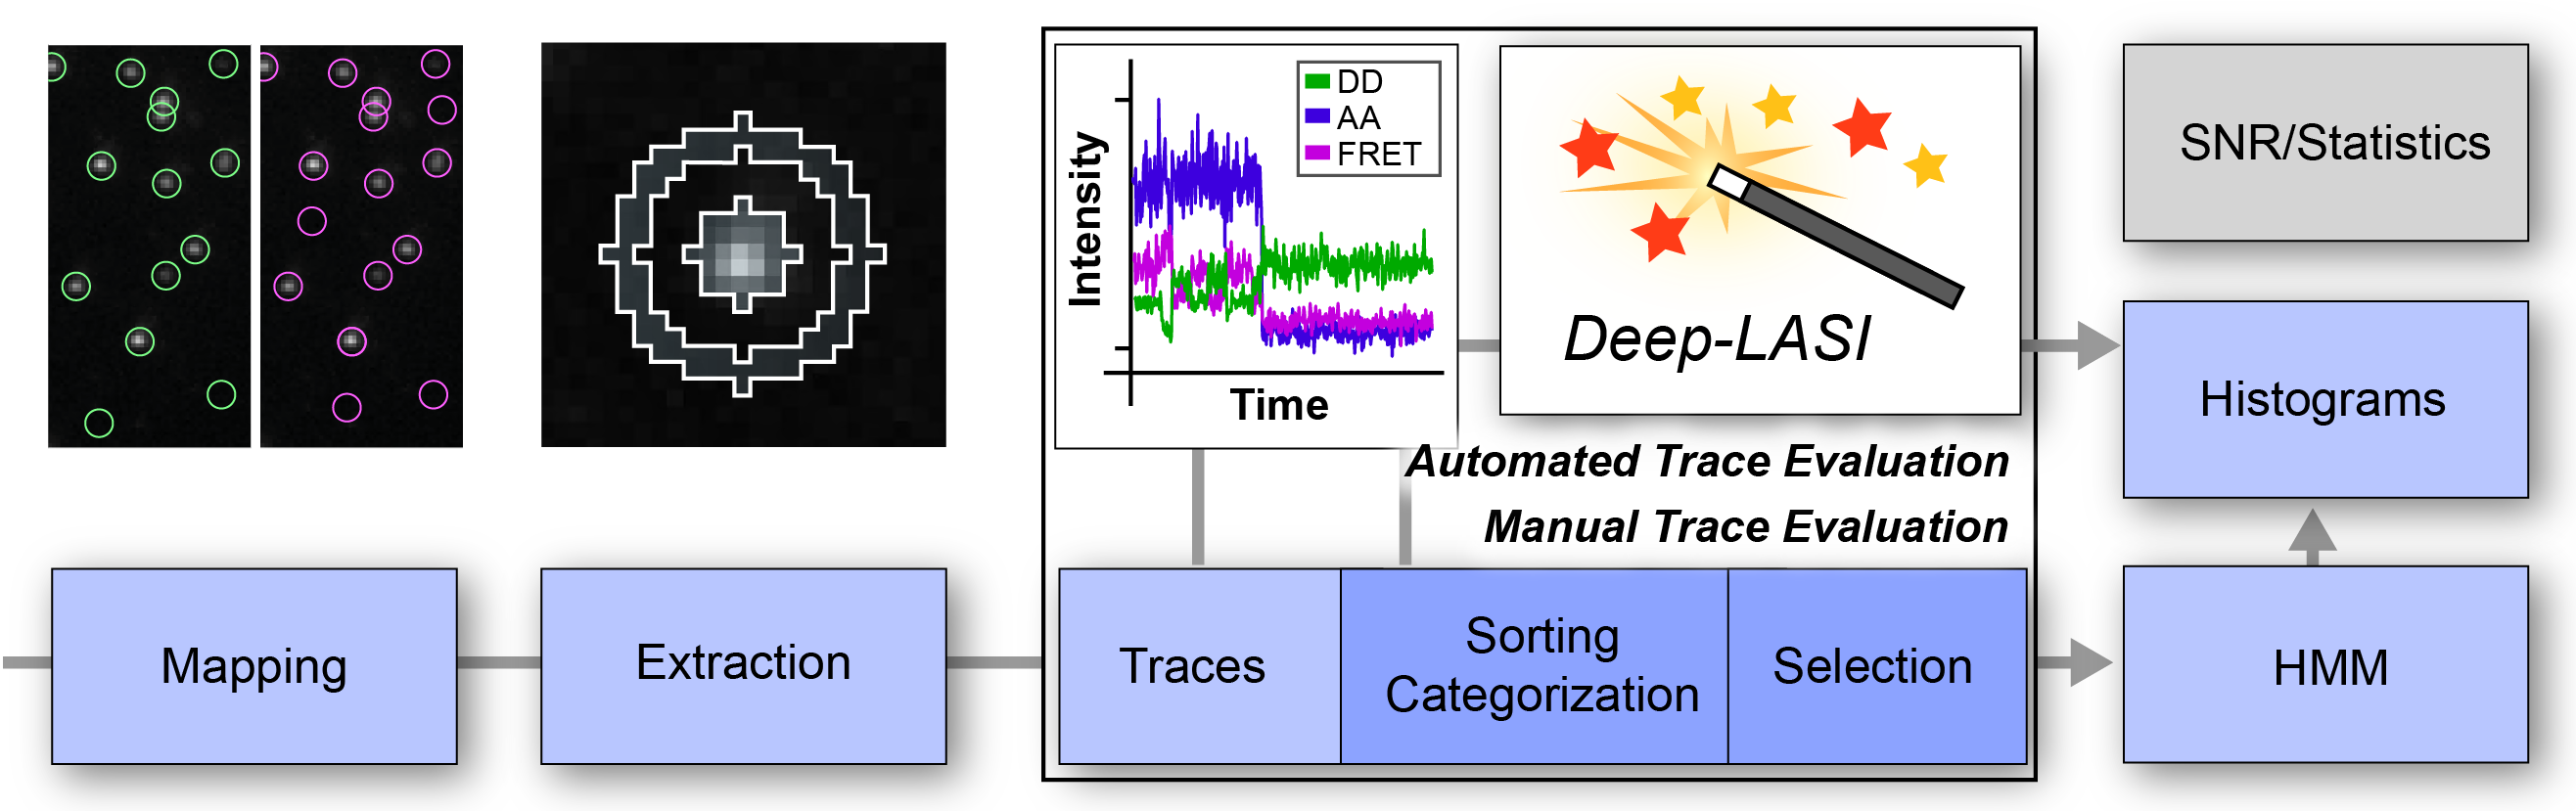 DD
AA
FRET
Intensity
Time
Deep-LASI
Automated Trace Evaluation
Manual Trace Evaluation
Mapping
Extraction
Traces
Sorting
Categorization
Selection
SNR/Statistics
Histograms
HMM